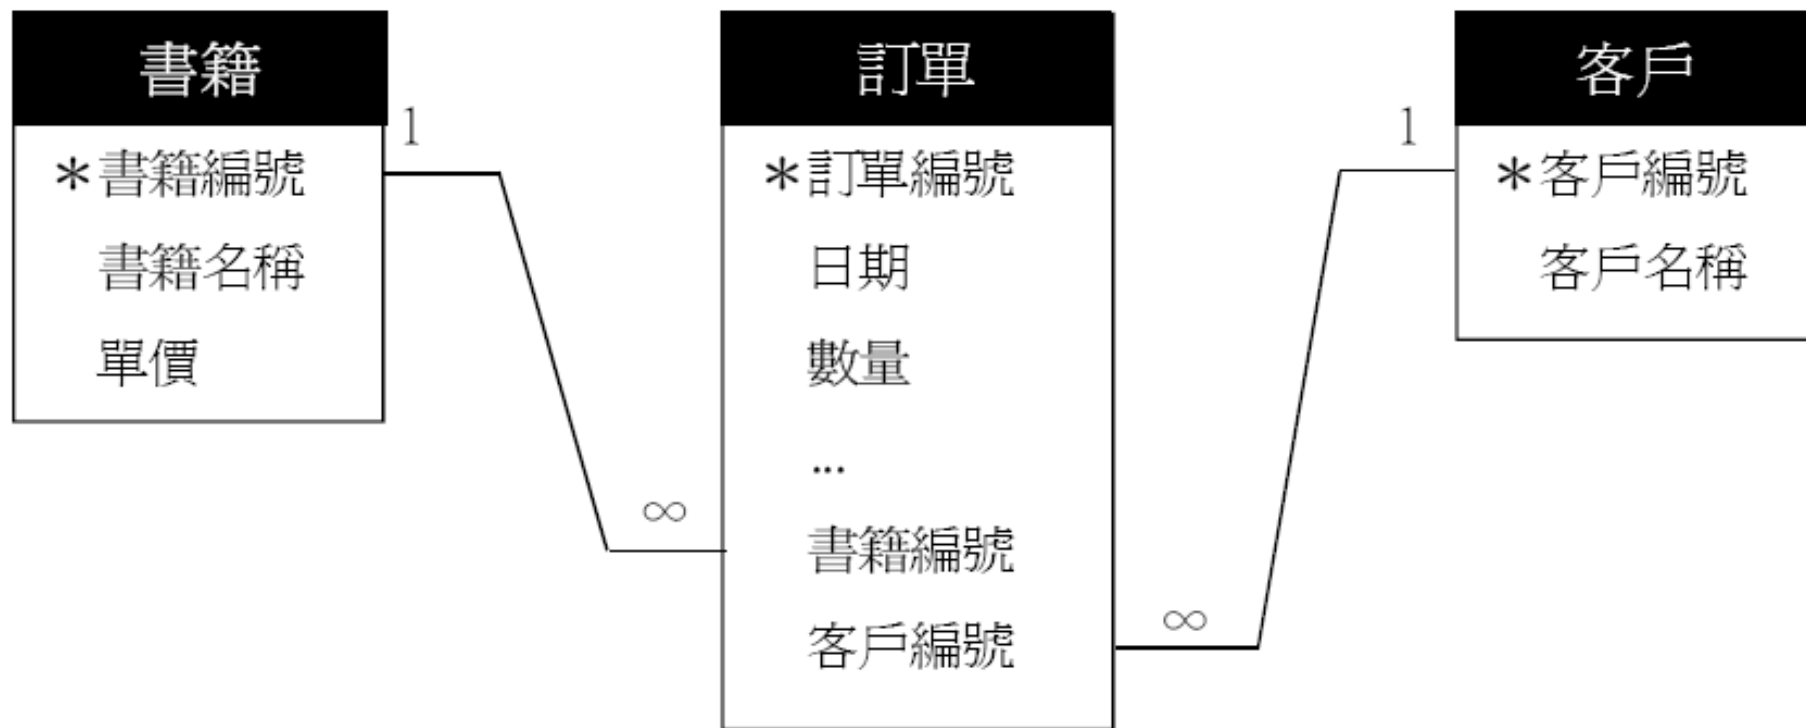 書籍
1
*書籍編號
書籍名稱
單價
∞
訂單
*訂單編號
日期
數量
...
書籍編號
客戶編號
∞
1
客戶
*客戶編號
客戶名稱